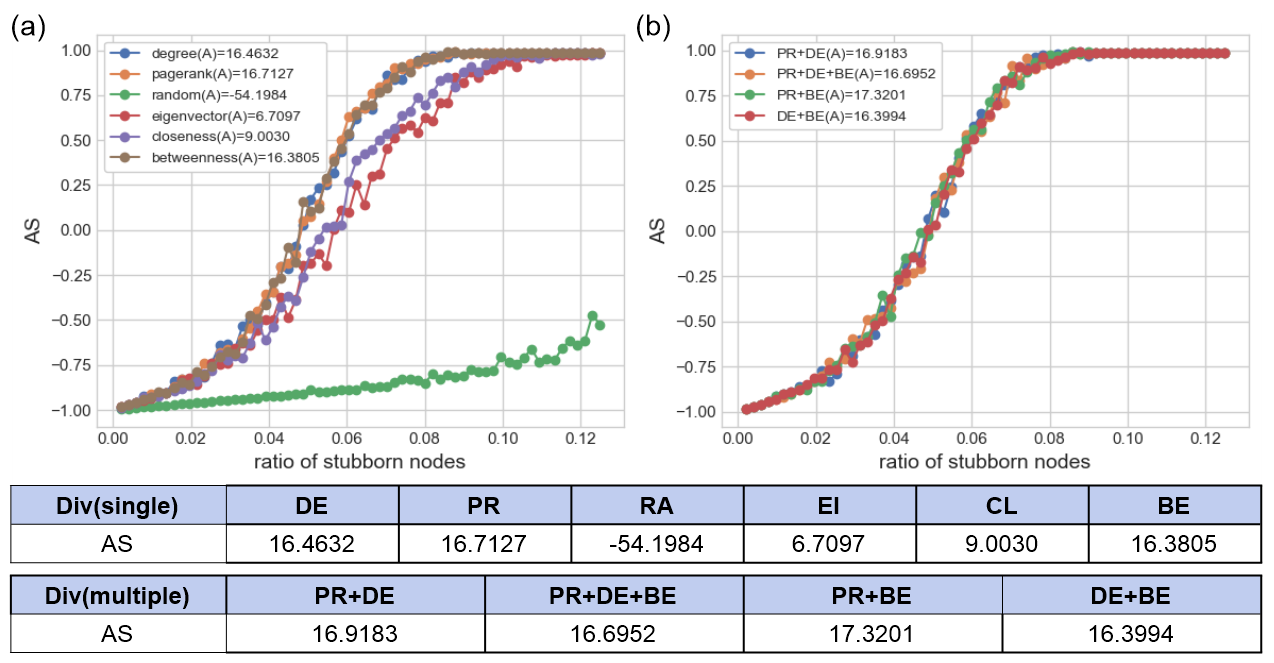 (a)
1.00
0.75
0.50
0.25
0.00
−0.25
−0.50
−0.75
−1.00
AS
degree(A)=16.4632
pagerank(A)=16.7127
random(A)=-54.1984
eigenvector(A)=6.7097
closeness(A)=9.0030
betweenness(A)=16.3805
0.00 0.02 0.04 0.06 0.08 0.10 0.12
ratio of stubborn nodes
(b)
1.00
0.75
0.50
0.25
0.00
−0.25
−0.50
−0.75
−1.00
AS
PR+DE(A)=16.9183
PR+DE+BE(A)=16.6952
PR+BE(A)=17.3201
DE+BE(A)=16.3994
0.00 0.02 0.04 0.06 0.08 0.10 0.12
ratio of stubborn nodes
Div(single) DE PR RA EI CL BE
AS 16.4632 16.7127 -54.1984 6.7097 9.0030 16.3805
Div(multiple) PR+DE PR+DE+BE PR+BE DE+BE
AS 16.9183 16.6952 17.3201 16.3994